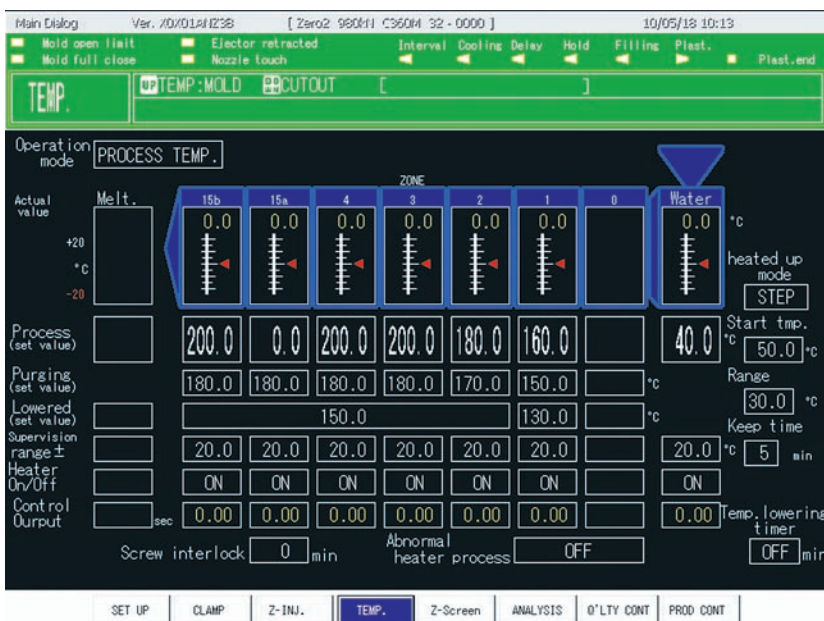 Main Dialog Ver. X0X01AHZ3B [ Zero2 980kN C360M 32 - 0000 ] 10/05/18 10:13
Mold open limit Ejector retracted Interval Cooling Delay Hold Filling Plast.
Mold full close Nozzle touch Plast.end
TEMP. UP TEMP:MOLD CUTOUT [ ]
Operation mode PROCESS TEMP.
ZONE
Actual value Melt. 15b 15a 4 3 2 1 0 Water
0.0 0.0 0.0 0.0 0.0 0.0 0.0 °C
+20
°C
-20
heated up mode
STEP
Process (set value) 200.0 0.0 200.0 200.0 180.0 160.0 40.0 °C
Start tmp.
50.0 °C
Purging (set value) 180.0 180.0 180.0 180.0 170.0 150.0 °C
Range
30.0 °C
Lowered (set value) 150.0 130.0 °C
Keep time
5 min
Supervision range± 20.0 20.0 20.0 20.0 20.0 20.0 20.0 °C
Heater On/Off ON ON ON ON ON ON ON
Control Ourput sec 0.00 0.00 0.00 0.00 0.00 0.00 0.00
Temp.lowering timer
OFF min
Screw interlock 0 min Abnormal heater process OFF
SET UP CLAMP Z-INJ. TEMP. Z-Screen ANALYSIS Q'LTY CONT PROD CONT